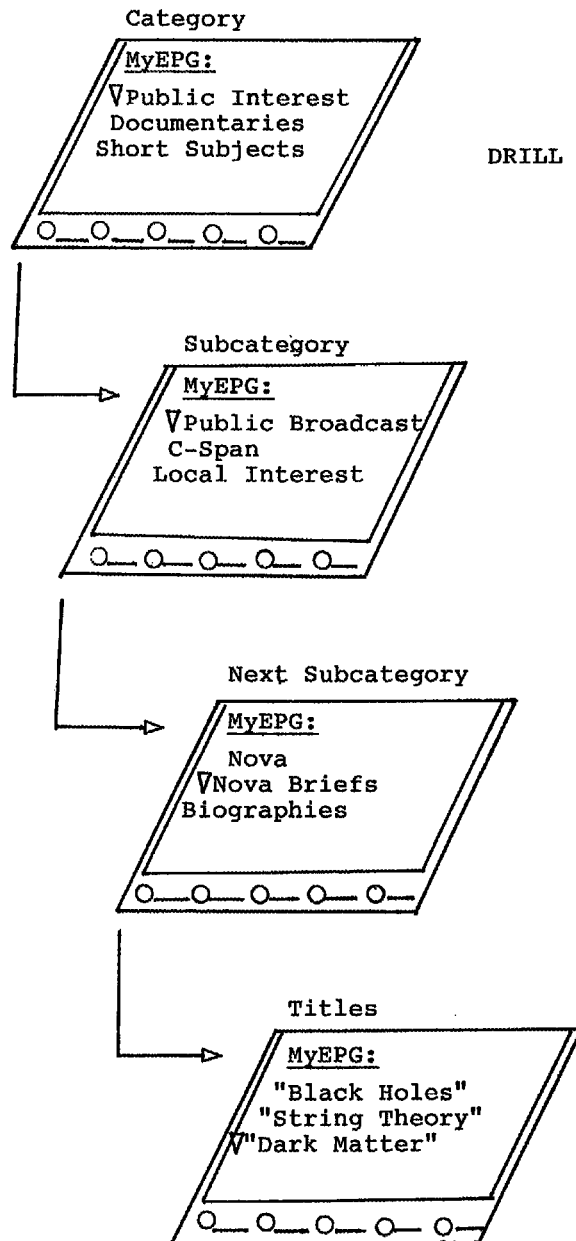 Category
MyEPG:
Public Interest
Documentaries
Short Subjects
DRILL
Subcategory
MyEPG:
Public Broadcast
C-Span
Local Interest
Next Subcategory
MyEPG:
Nova
Nova Briefs
Biographies
Titles
MyEPG:
"Black Holes"
"String Theory"
"Dark Matter"